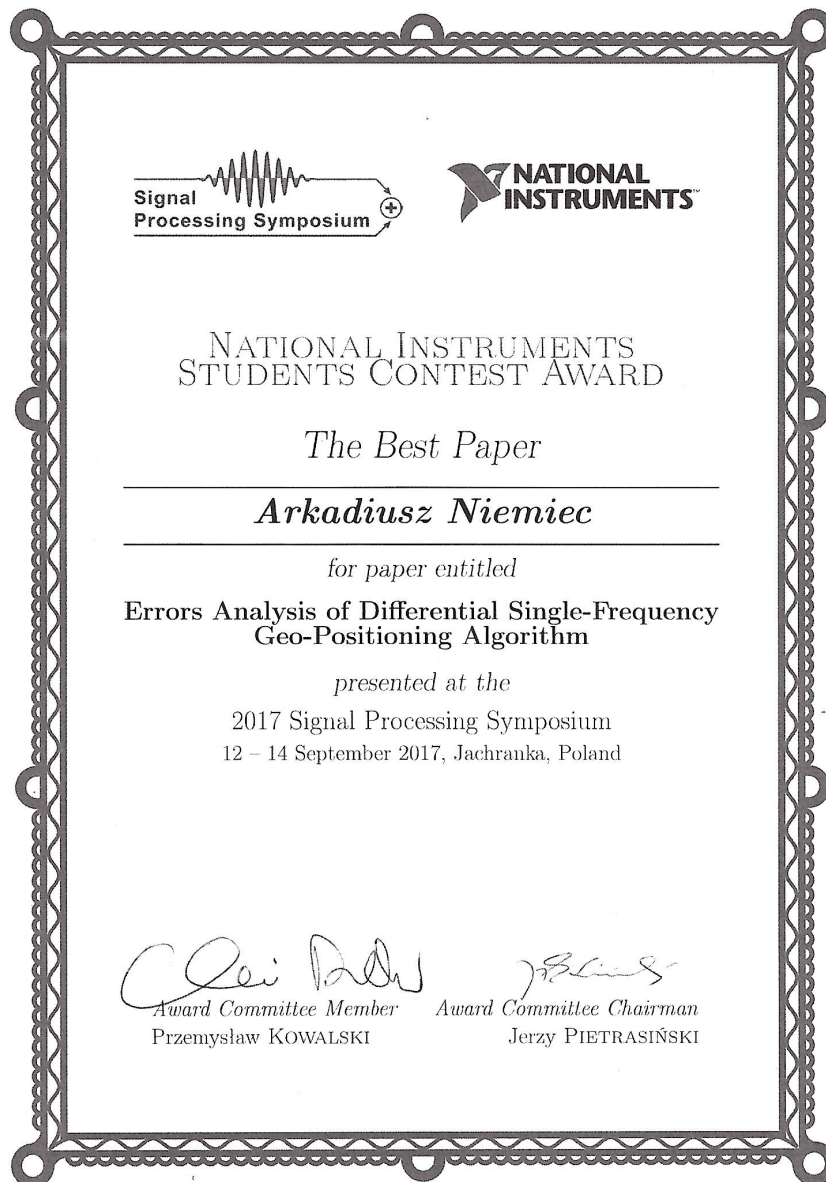 Signal
Processing Symposium
NATIONAL
INSTRUMENTS™
NATIONAL INSTRUMENTS
STUDENTS CONTEST AWARD
The Best Paper
Arkadiusz Niemiec
for paper entitled
Errors Analysis of Differential Single-Frequency
Geo-Positioning Algorithm
presented at the
2017 Signal Processing Symposium
12 – 14 September 2017, Jachranka, Poland
Award Committee Member
Przemysław KOWALSKI
Award Committee Chairman
Jerzy PIETRASIŃSKI